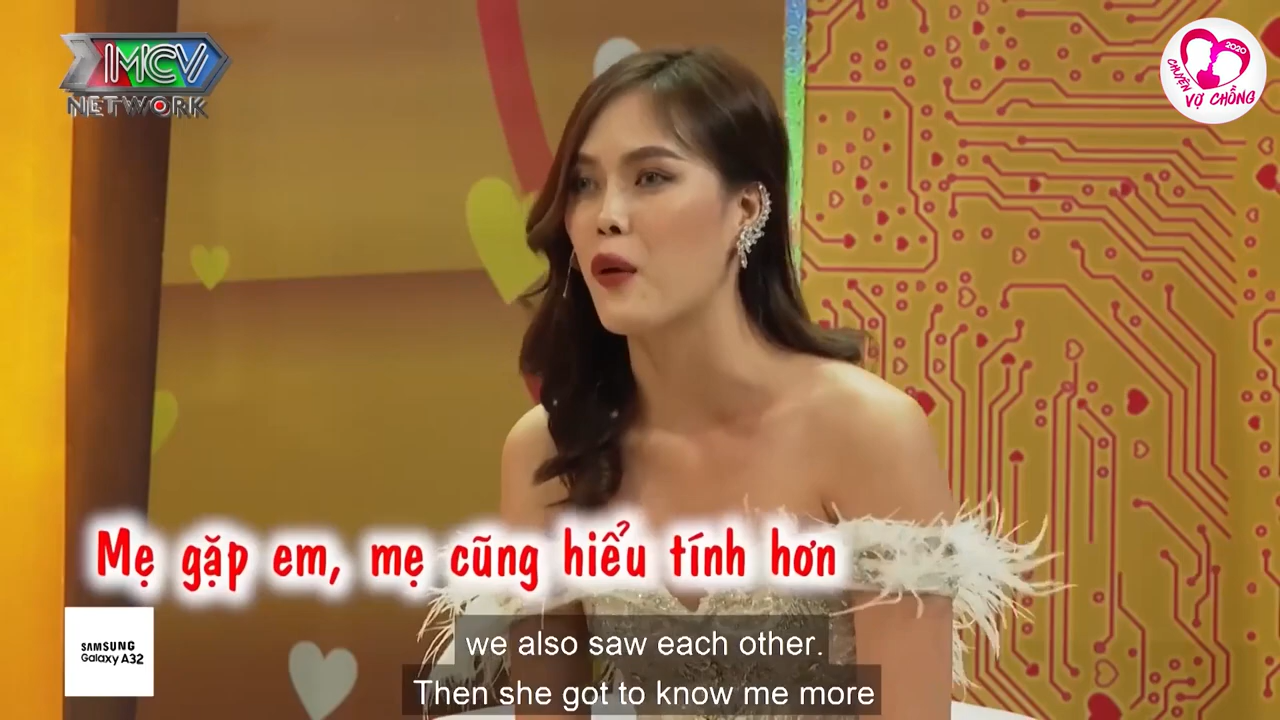 MCV
NETWORK
2020
CHUYỆN
VỢ CHỒNG
Mẹ gặp em, mẹ cũng hiểu tính hơn
SAMSUNG
Galaxy A32
we also saw each other.
Then she got to know me more